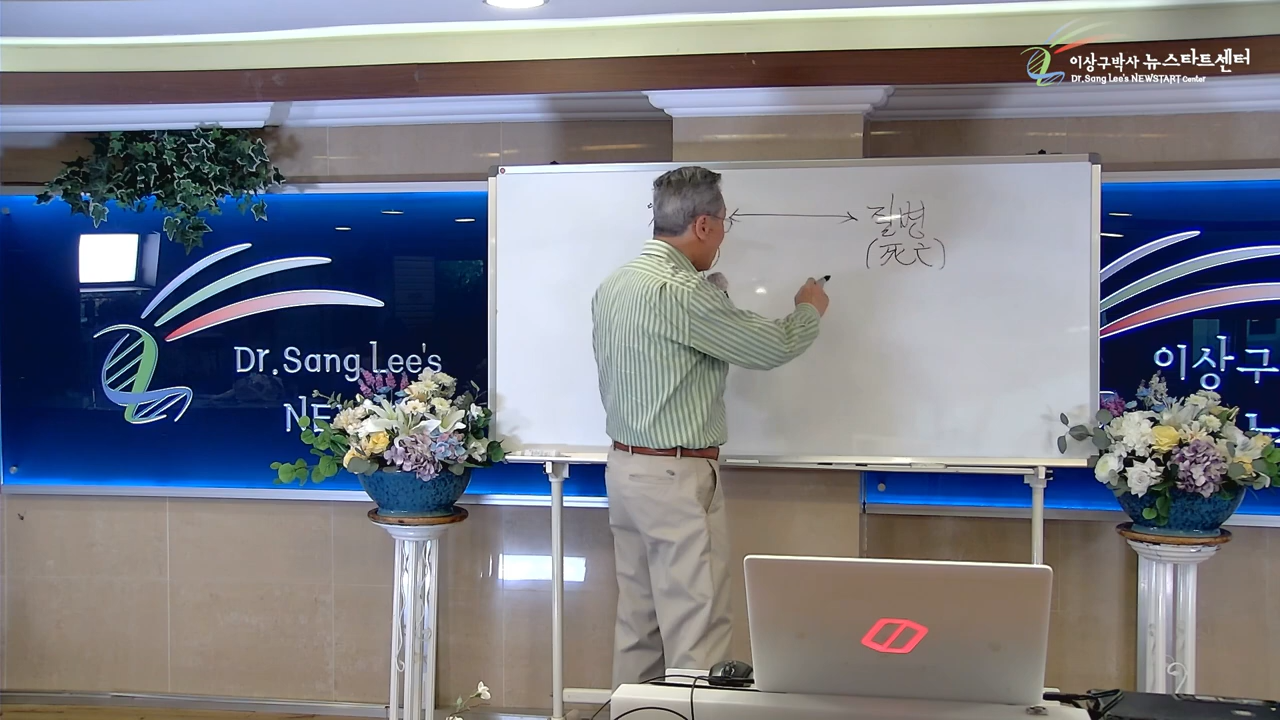 이상구박사 뉴스타트센터
Dr. Sang Lee's NEWSTART Center
질병
(死亡)
Dr. Sang Lee's
이상구